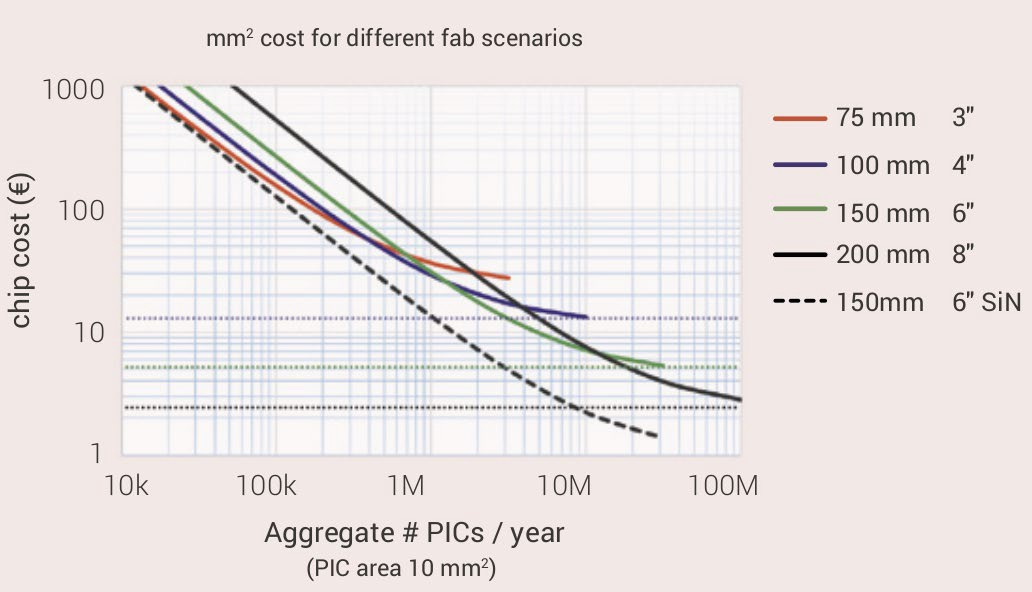 mm² cost for different fab scenarios
1000
100
10
1
chip cost (€)
10k 100k 1M 10M 100M
Aggregate # PICs / year
(PIC area 10 mm²)
75 mm 3"
100 mm 4"
150 mm 6"
200 mm 8"
150mm 6" SiN